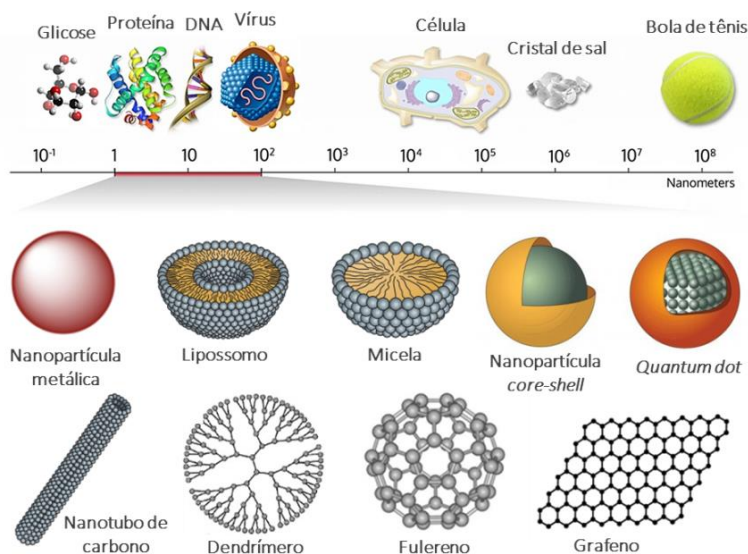 Glicose
Proteína
DNA
Vírus
Célula
Cristal de sal
Bola de tênis
10⁻¹ 1 10 10² 10³ 10⁴ 10⁵ 10⁶ 10⁷ 10⁸
Nanometers
Nanopartícula
metálica
Lipossomo
Micela
Nanopartícula
core-shell
Quantum dot
Nanotubo de
carbono
Dendrímero
Fulereno
Grafeno